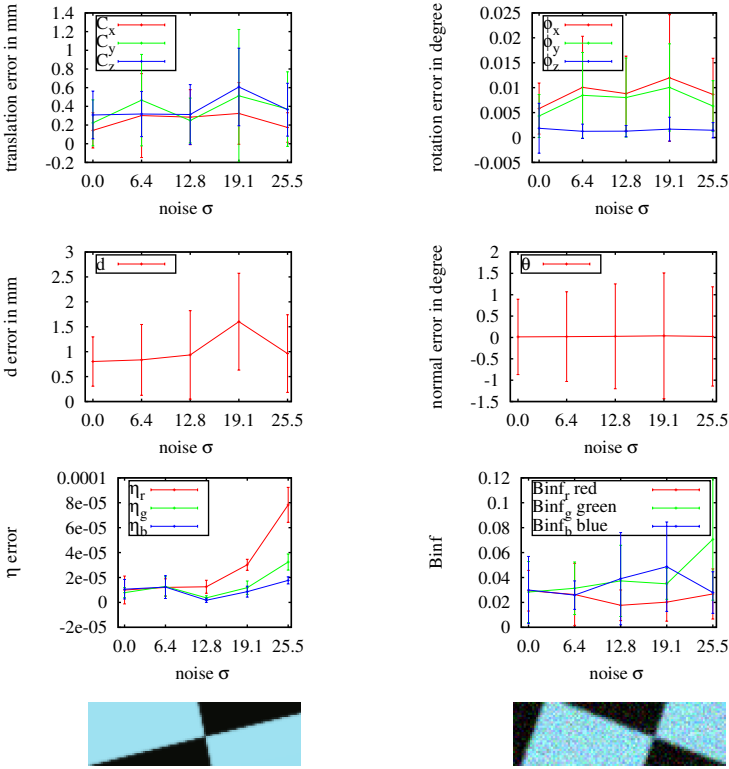 translation error in mm
1.4
1.2
1
0.8
0.6
0.4
0.2
0
-0.2
C_x
C_y
C_z
0.0 6.4 12.8 19.1 25.5
noise σ
rotation error in degree
0.025
0.02
0.015
0.01
0.005
0
-0.005
ϕ_x
ϕ_y
ϕ_z
0.0 6.4 12.8 19.1 25.5
noise σ
d error in mm
3
2.5
2
1.5
1
0.5
0
d
0.0 6.4 12.8 19.1 25.5
noise σ
normal error in degree
2
1.5
1
0.5
0
-0.5
-1
-1.5
θ
0.0 6.4 12.8 19.1 25.5
noise σ
η error
0.0001
8e-05
6e-05
4e-05
2e-05
0
-2e-05
η_r
η_g
η_b
0.0 6.4 12.8 19.1 25.5
noise σ
Binf
0.12
0.1
0.08
0.06
0.04
0.02
0
Binf_r red
Binf_g green
Binf_b blue
0.0 6.4 12.8 19.1 25.5
noise σ